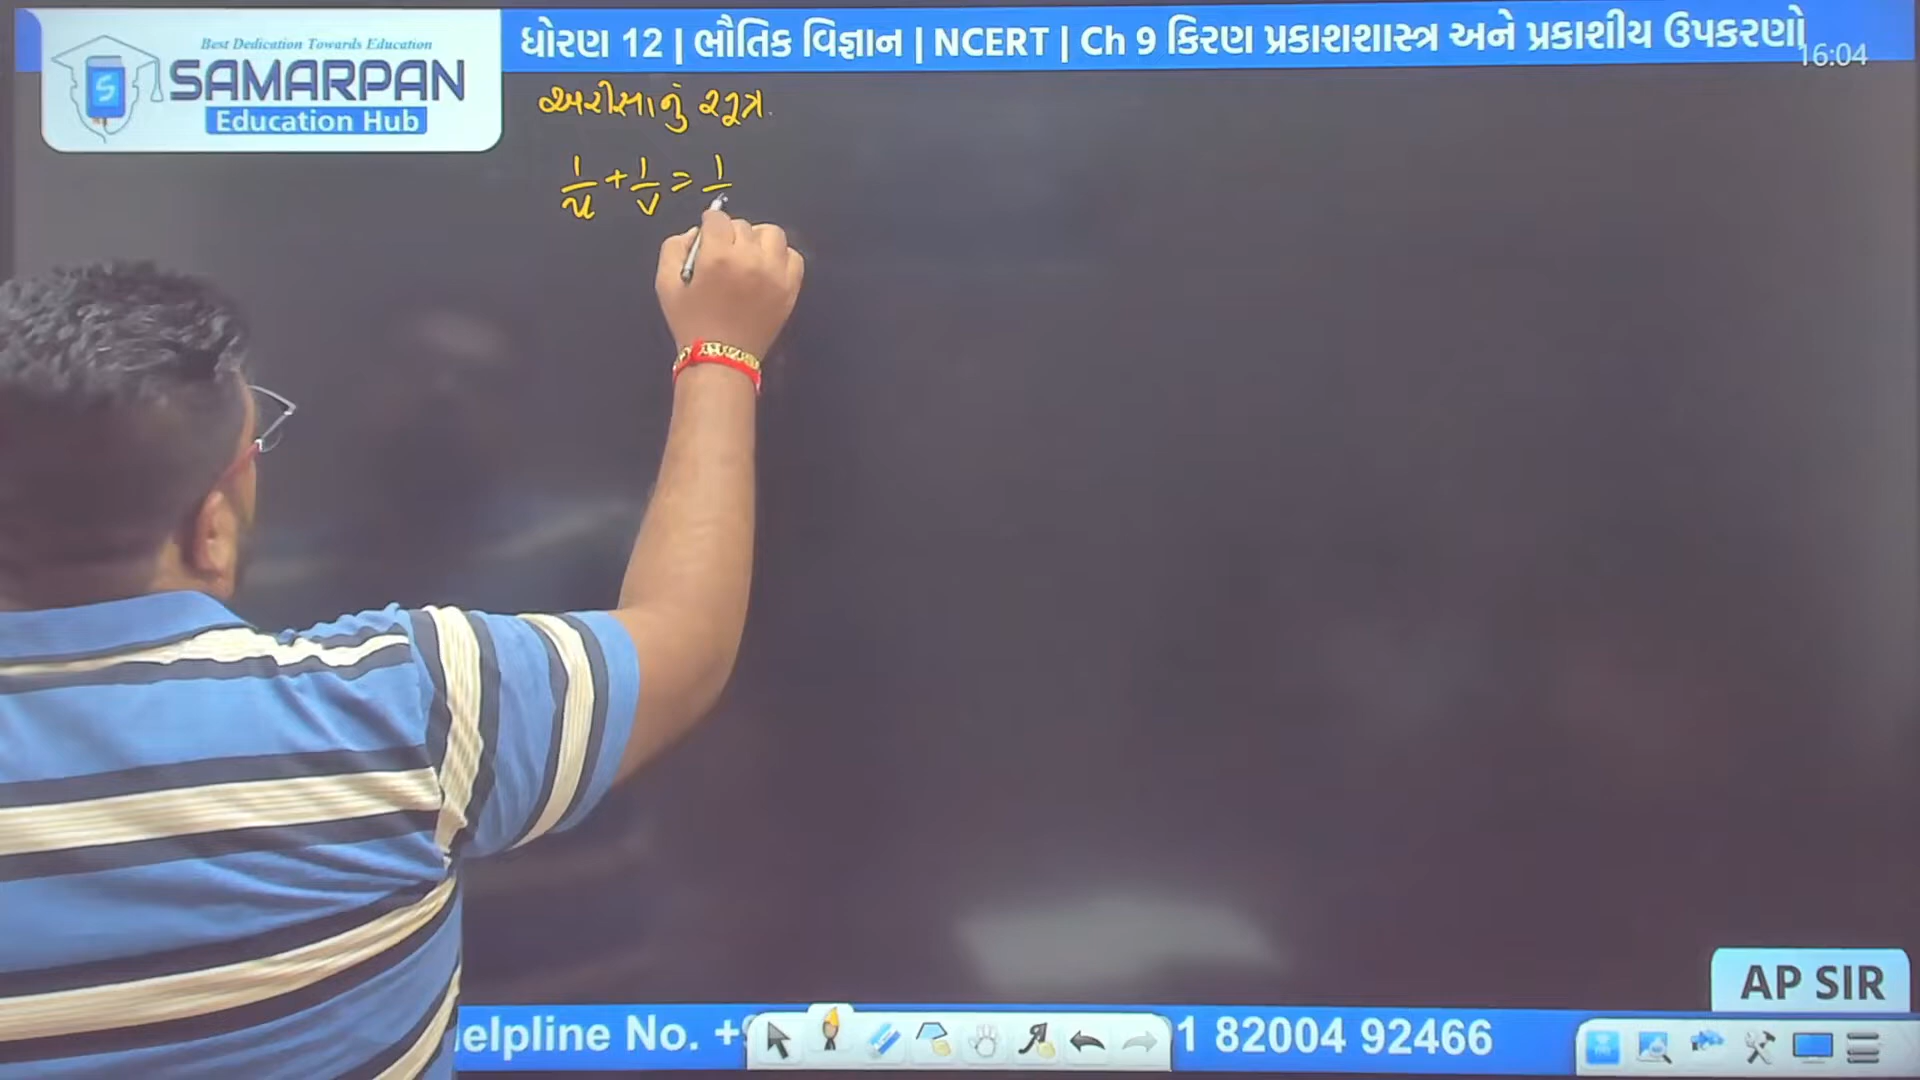 Best Dedication Towards Education
SAMARPAN
Education Hub
ધોરણ 12 | ભૌતિક વિજ્ઞાન | NCERT | Ch 9 કિરણ પ્રકાશશાસ્ત્ર અને પ્રકાશીય ઉપકરણો
16:04
અરીસાનું સૂત્ર.
1/u + 1/v = 1/
AP SIR
elpline No. +9
1 82004 92466